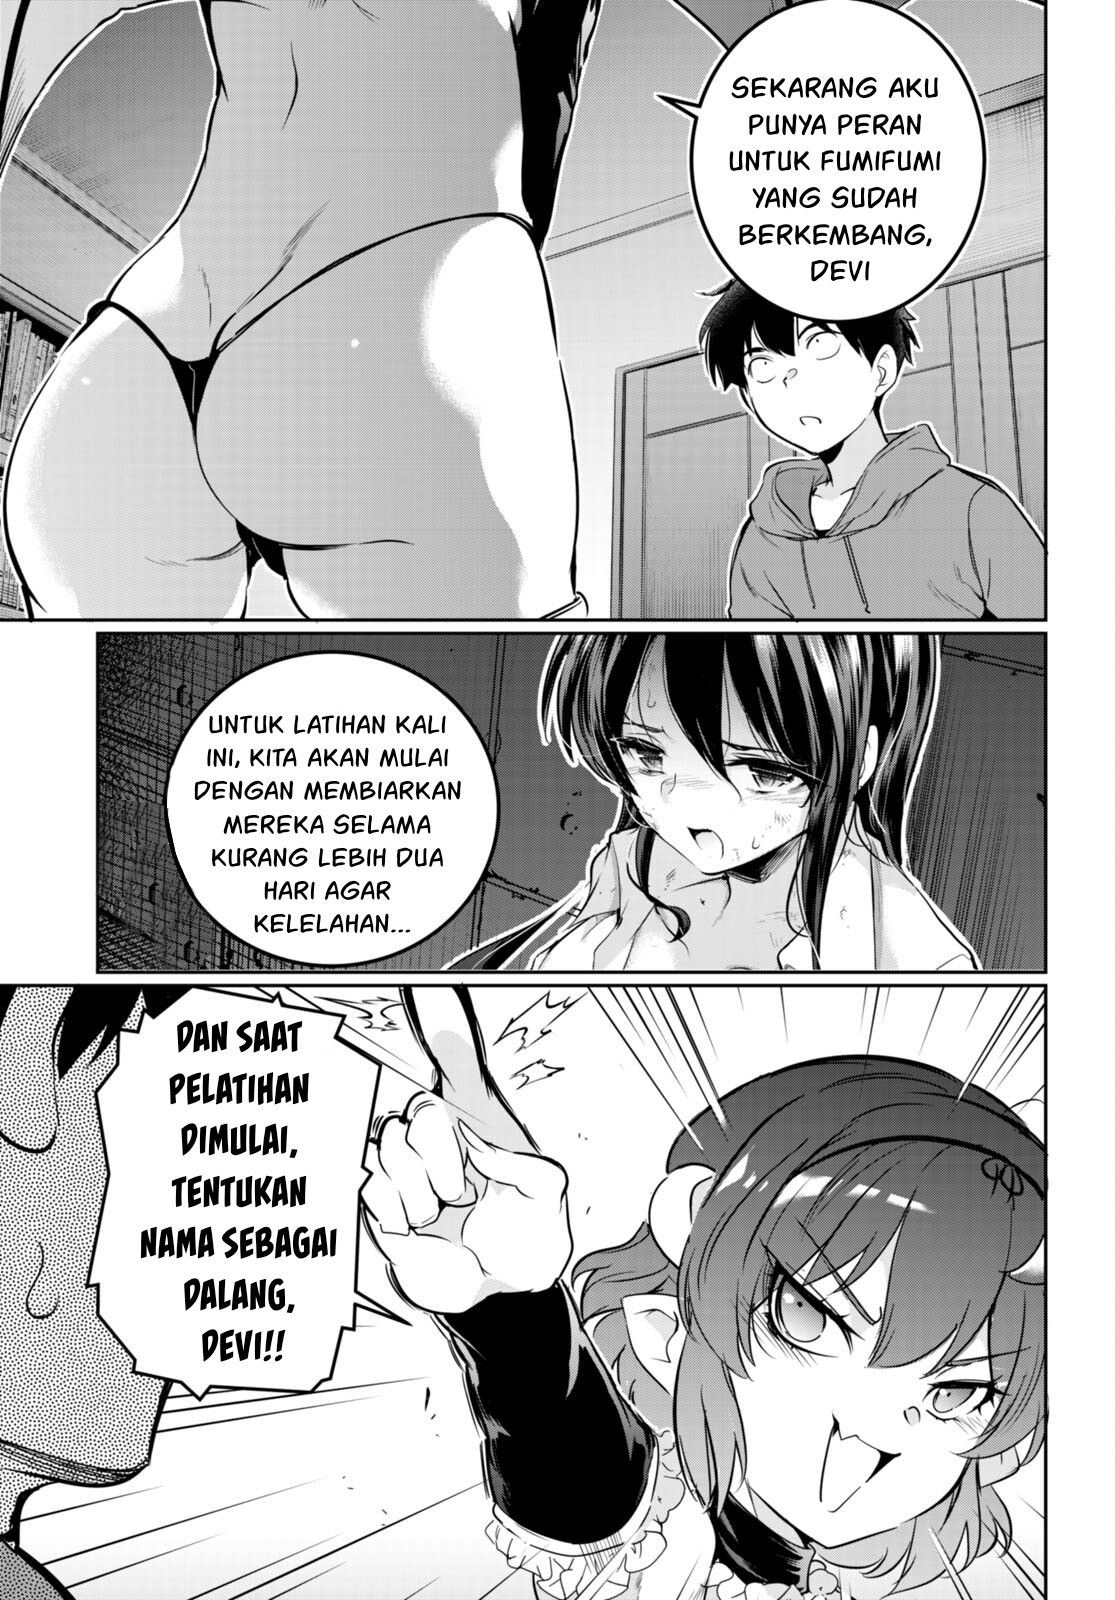 SEKARANG AKU
PUNYA PERAN
UNTUK FUMIFUMI
YANG SUDAH
BERKEMBANG,
DEVI
UNTUK LATIHAN KALI
INI, KITA AKAN MULAI
DENGAN MEMBIARKAN
MEREKA SELAMA
KURANG LEBIH DUA
HARI AGAR
KELELAHAN...
DAN SAAT
PELATIHAN
DIMULAI,
TENTUKAN
NAMA SEBAGAI
DALANG,
DEVI!!